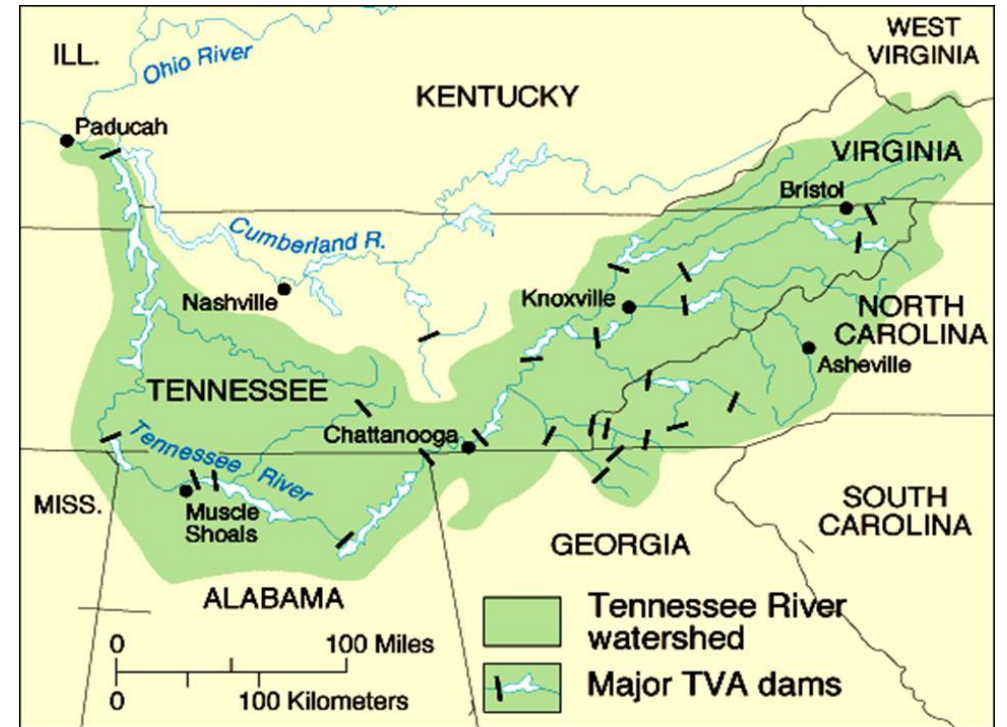 WEST
VIRGINIA
ILL.
Ohio River
KENTUCKY
Paducah
VIRGINIA
Bristol
Cumberland R.
Nashville
Knoxville
NORTH
CAROLINA
Asheville
TENNESSEE
Chattanooga
Tennessee River
MISS.
Muscle
Shoals
SOUTH
CAROLINA
GEORGIA
ALABAMA
Tennessee River
watershed
0 100 Miles
0 100 Kilometers
Major TVA dams